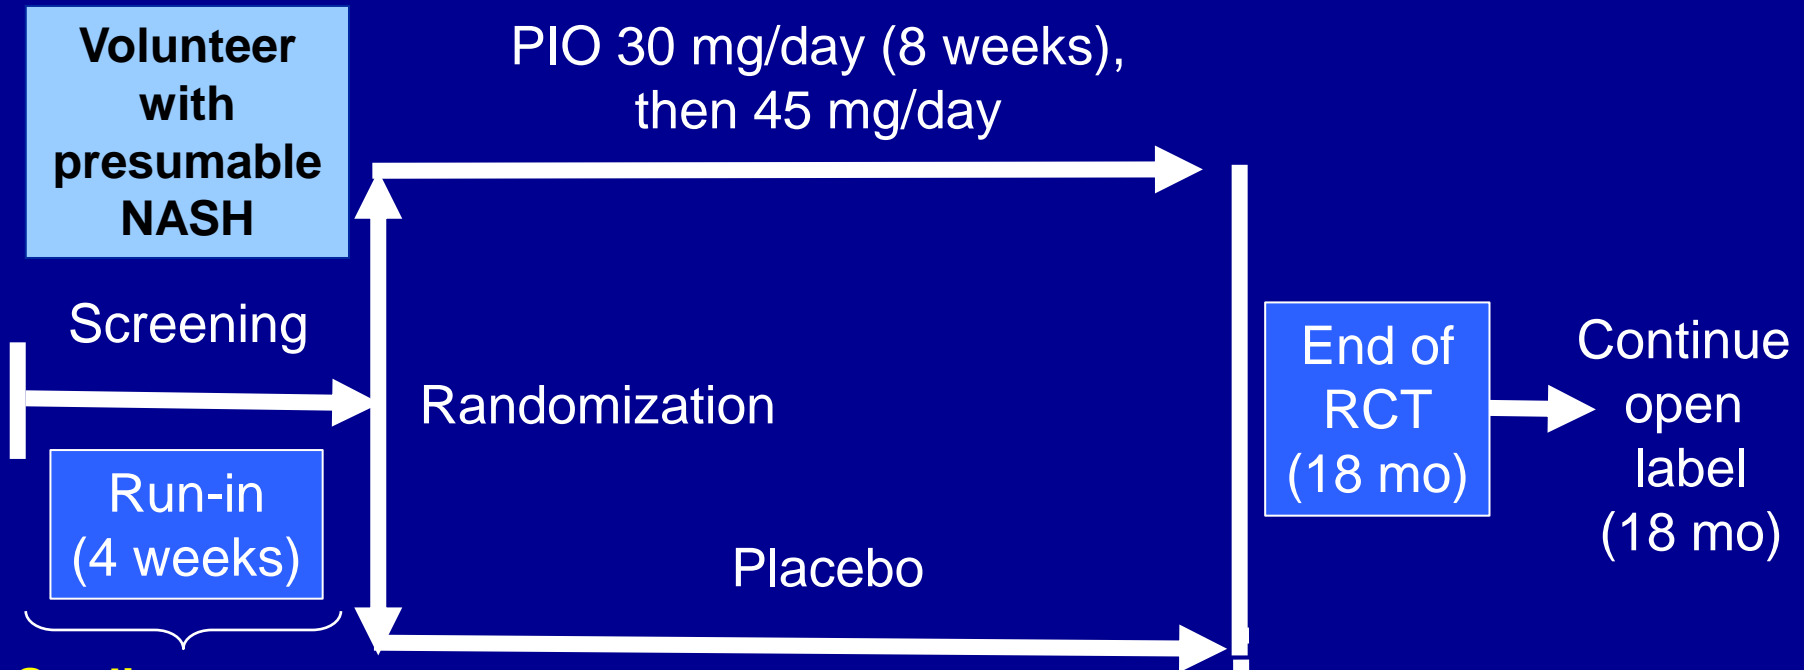 Volunteer
with
presumable
NASH
PIO 30 mg/day (8 weeks),
then 45 mg/day
Screening
Randomization
Run-in
(4 weeks)
Placebo
End of
RCT
(18 mo)
Continue
open
label
(18 mo)